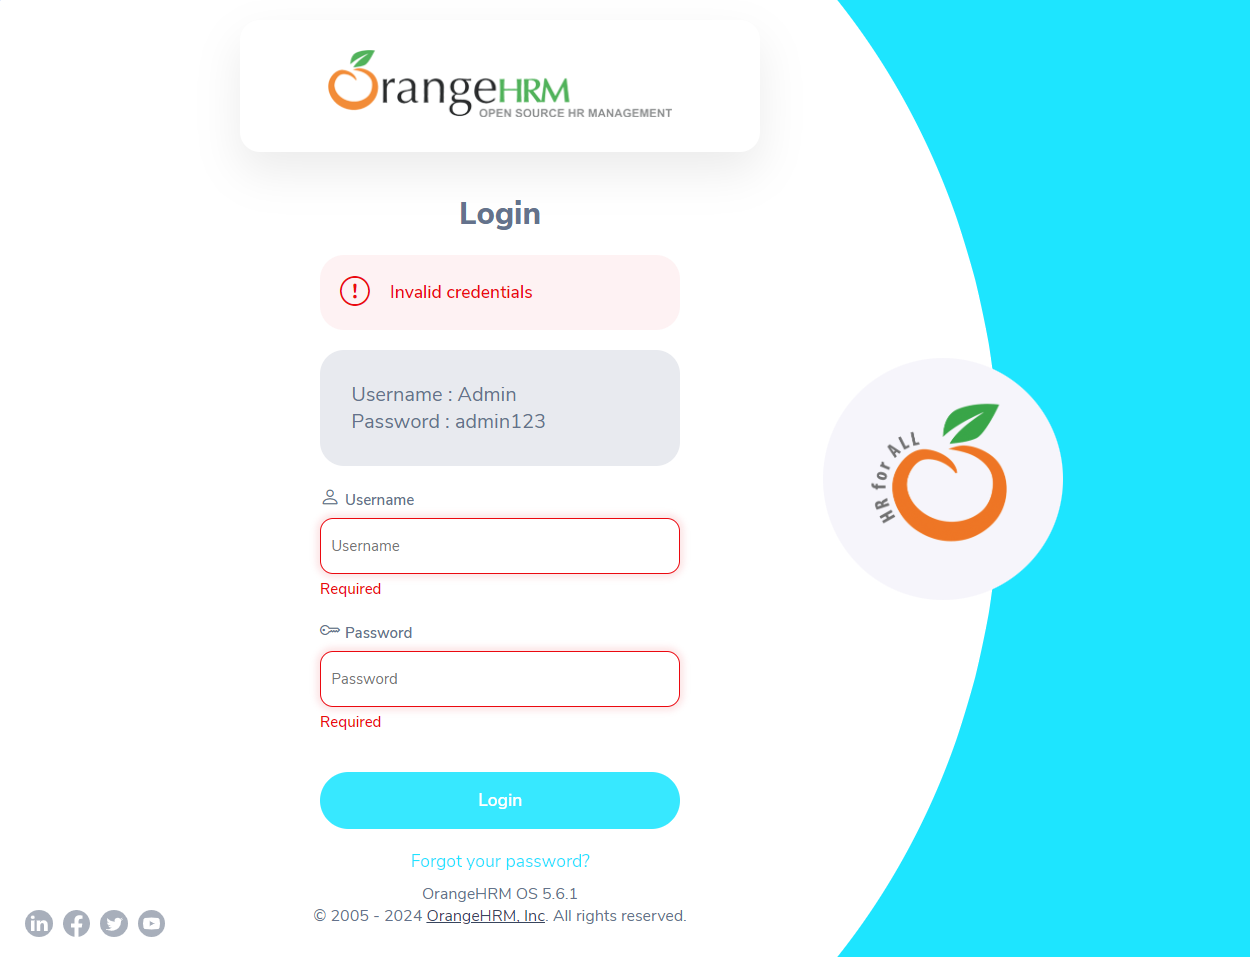 OrangeHRM
OPEN SOURCE HR MANAGEMENT
Login
Invalid credentials
Username : Admin
Password : admin123
Username
Username
Required
Password
Password
Required
Login
Forgot your password?
OrangeHRM OS 5.6.1
© 2005 - 2024 OrangeHRM, Inc. All rights reserved.
HR for ALL